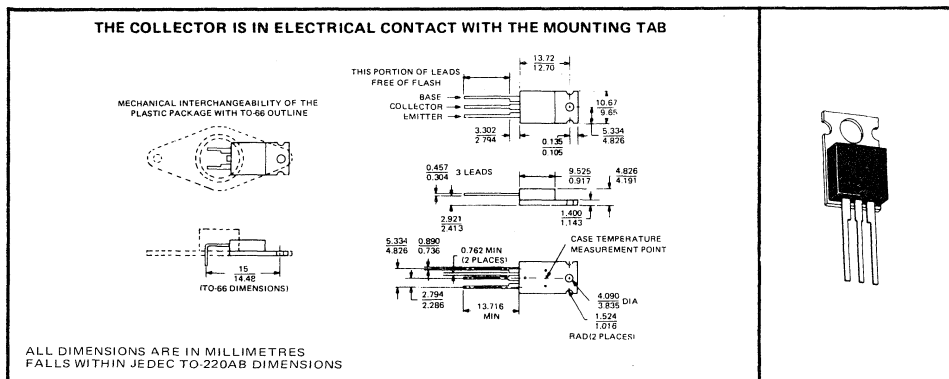 THE COLLECTOR IS IN ELECTRICAL CONTACT WITH THE MOUNTING TAB
MECHANICAL INTERCHANGEABILITY OF THE
PLASTIC PACKAGE WITH TO-66 OUTLINE
15
14.48
(TO-66 DIMENSIONS)
THIS PORTION OF LEADS
FREE OF FLASH
BASE
COLLECTOR
EMITTER
13.72
12.70
10.67
9.65
3.302
2.794
0.135
0.105
5.334
4.826
0.457
0.304
3 LEADS
9.525
0.917
4.826
4.191
2.921
2.413
1.400
1.143
5.334
4.826
0.890
0.736
0.762 MIN
(2 PLACES)
CASE TEMPERATURE
MEASUREMENT POINT
2.794
2.286
13.716
MIN
4.090
3.835
DIA
1.524
1.016
RAD(2 PLACES)
ALL DIMENSIONS ARE IN MILLIMETRES
FALLS WITHIN JEDEC TO-220AB DIMENSIONS